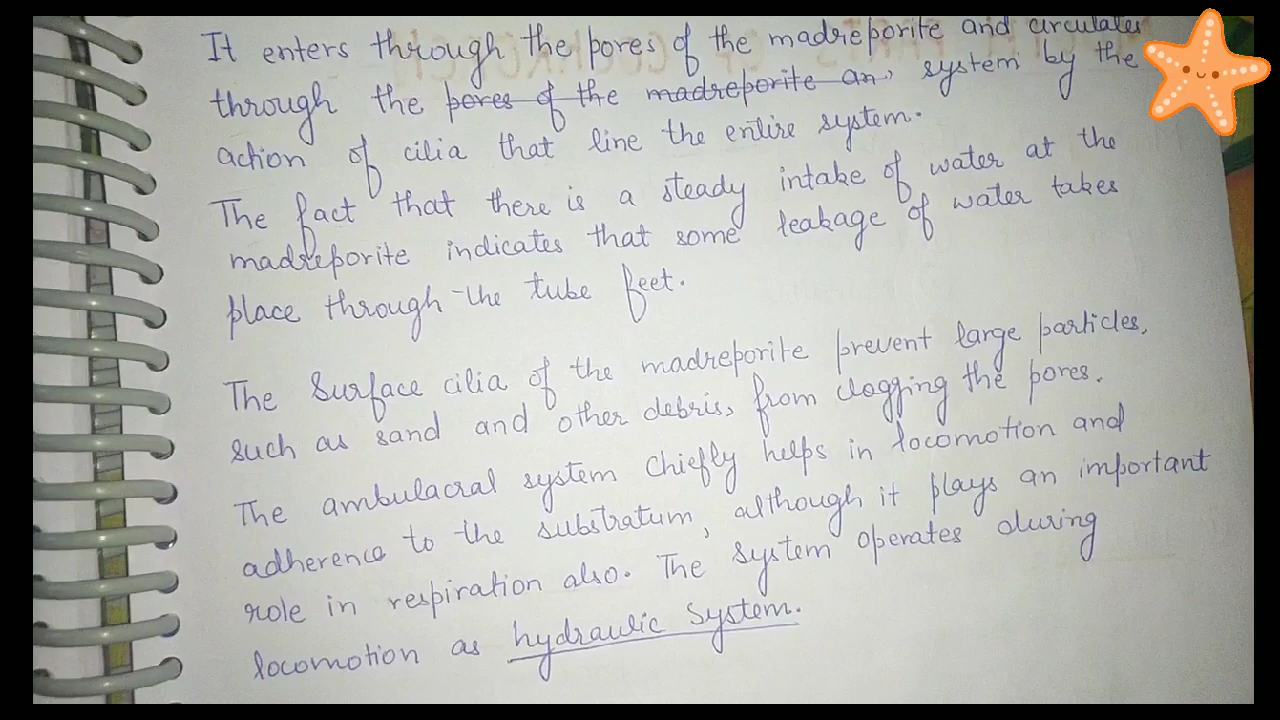 It enters through the pores of the madreporite and circulates
through the pores of the madreporite an, system by the
action of cilia that line the entire system.
The fact that there is a steady intake of water at the
madreporite indicates that some leakage of water takes
place through the tube feet.
The Surface cilia of the madreporite prevent large particles,
such as sand and other debris, from clogging the pores.
The ambulacral system chiefly helps in locomotion and
adherence to the substratum, although it plays an important
role in respiration also. The system operates during
locomotion as hydraulic System.